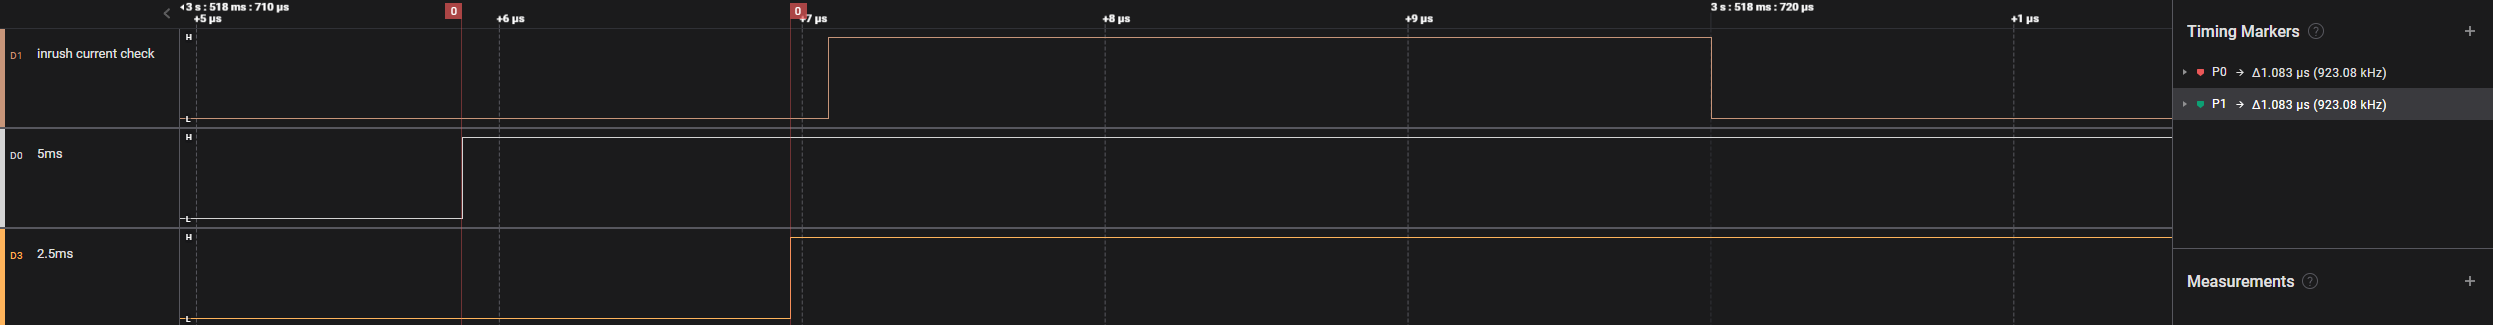 3 s : 518 ms : 710 µs
+5 µs
0
+6 µs
0
+7 µs
+8 µs
+9 µs
3 s : 518 ms : 720 µs
+1 µs
Timing Markers ? +
D1 inrush current check
H
L
P0 → Δ1.083 µs (923.08 kHz)
P1 → Δ1.083 µs (923.08 kHz)
D0 5ms
H
L
D3 2.5ms
H
L
Measurements ? +